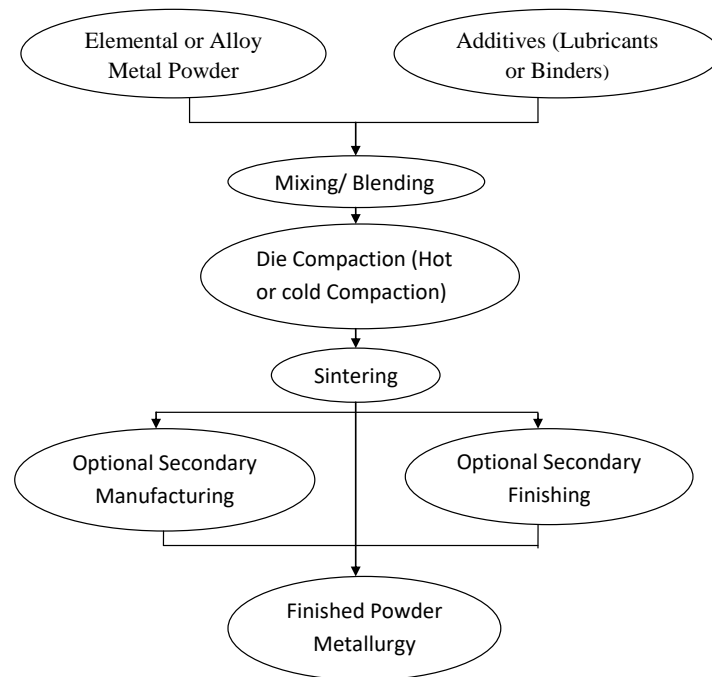 Elemental or Alloy
Metal Powder
Additives (Lubricants
or Binders)
Mixing/ Blending
Die Compaction (Hot
or cold Compaction)
Sintering
Optional Secondary
Manufacturing
Optional Secondary
Finishing
Finished Powder
Metallurgy